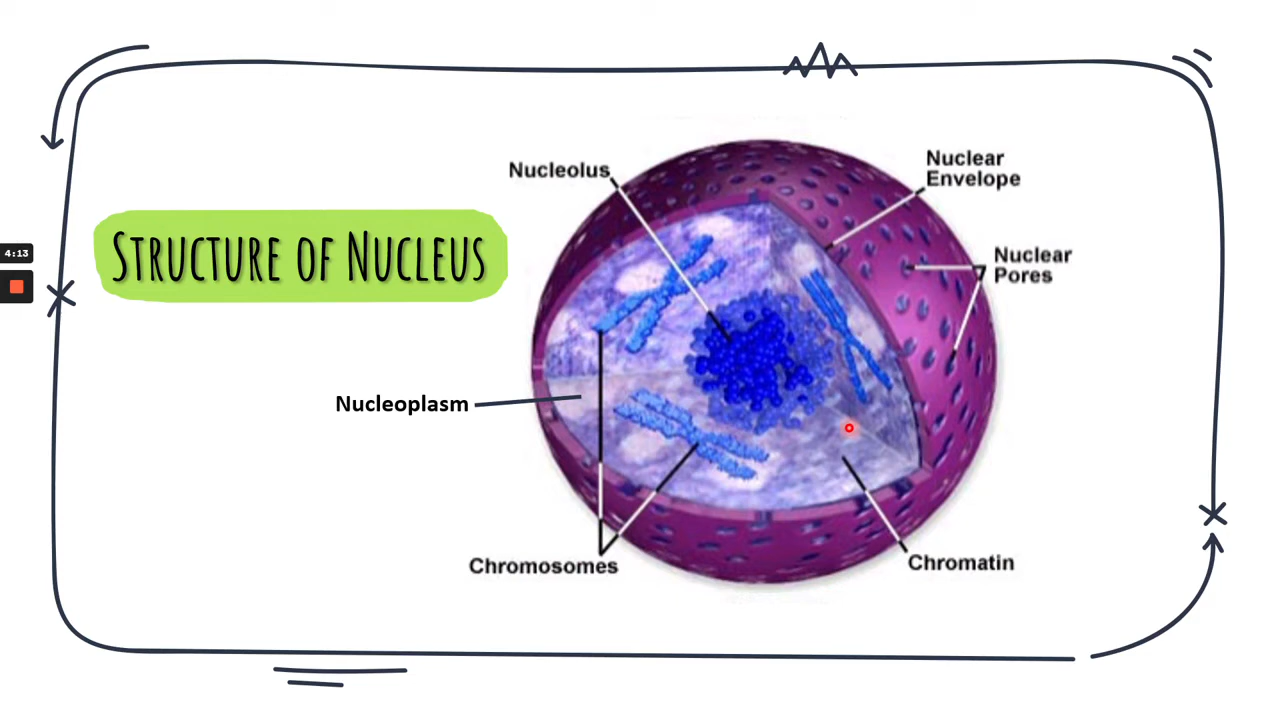 4:13
Structure of Nucleus
Nucleolus
Nuclear
Envelope
Nuclear
Pores
Nucleoplasm
Chromosomes
Chromatin